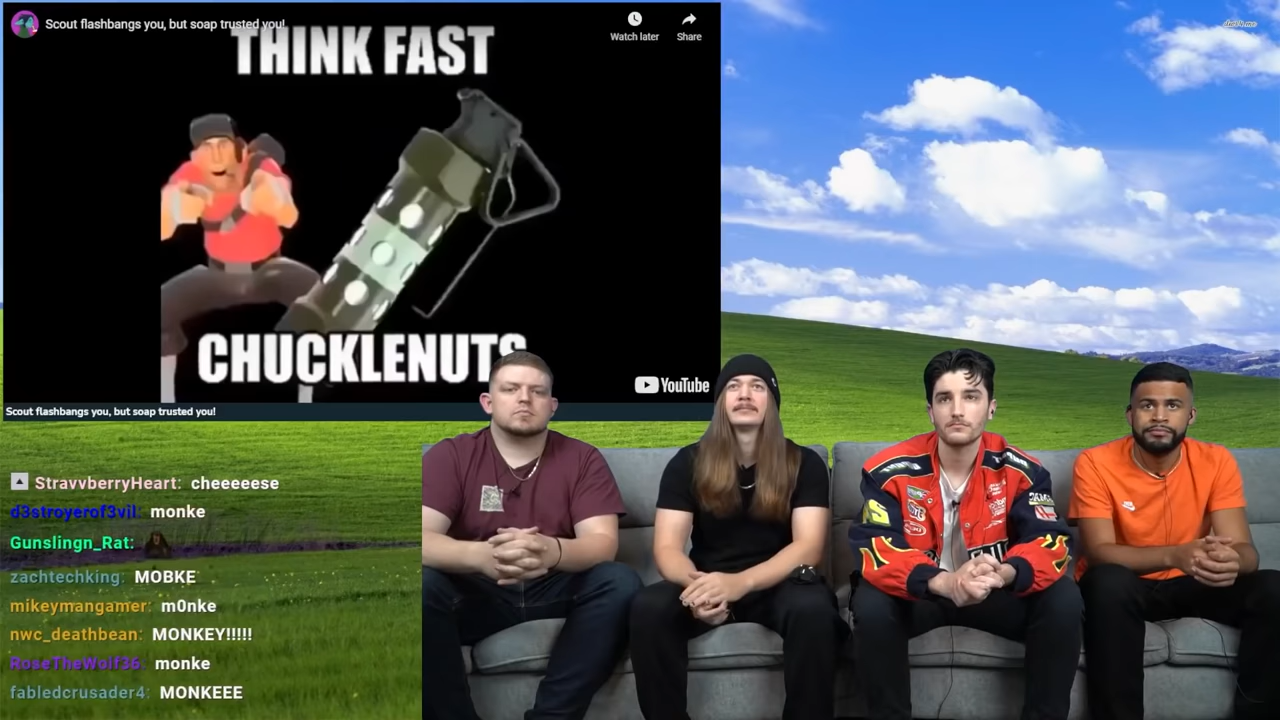 Scout flashbangs you, but soap trusted you!
Watch later
Share
THINK FAST
CHUCKLENUTS
YouTube
Scout flashbangs you, but soap trusted you!
StravvberryHeart: cheeeeese
d3stroyerof3vil: monke
Gunslingn_Rat:
zachtechking: MOBKE
mikeymangamer: m0nke
nwc_deathbean: MONKEY!!!!!
RoseTheWolf36: monke
fabledcrusader4: MONKEEE